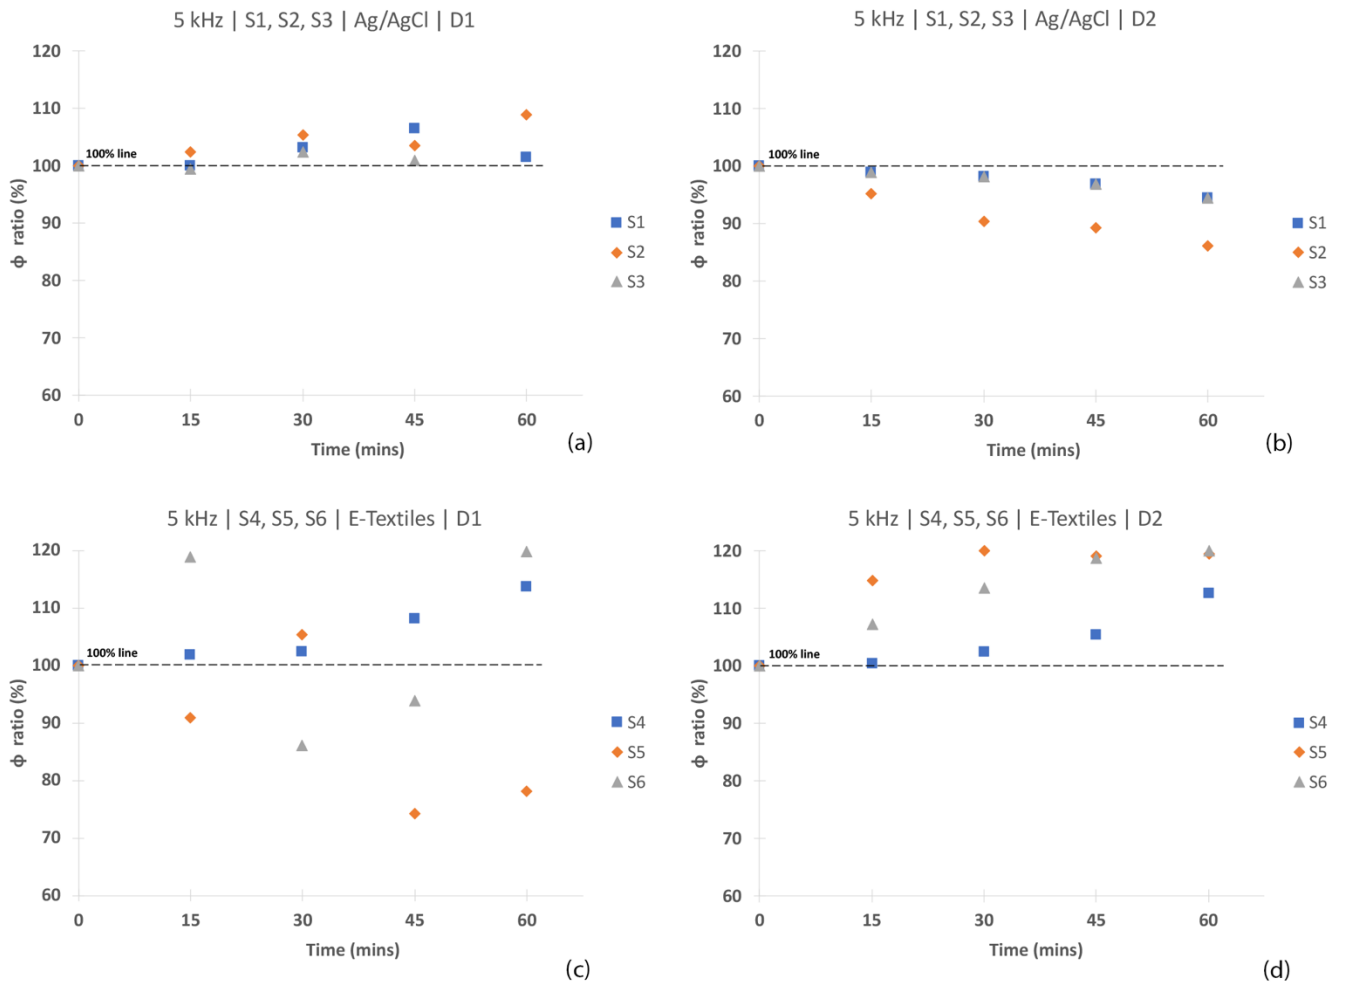 5 kHz | S1, S2, S3 | Ag/AgCl | D1
120
110
100
90
80
70
60
100% line
ϕ ratio (%)
0 15 30 45 60
Time (mins)
S1
S2
S3
(a)
5 kHz | S1, S2, S3 | Ag/AgCl | D2
120
110
100
90
80
70
60
100% line
ϕ ratio (%)
0 15 30 45 60
Time (mins)
S1
S2
S3
(b)
5 kHz | S4, S5, S6 | E-Textiles | D1
120
110
100
90
80
70
60
100% line
ϕ ratio (%)
0 15 30 45 60
Time (mins)
S4
S5
S6
(c)
5 kHz | S4, S5, S6 | E-Textiles | D2
120
110
100
90
80
70
60
100% line
ϕ ratio (%)
0 15 30 45 60
Time (mins)
S4
S5
S6
(d)